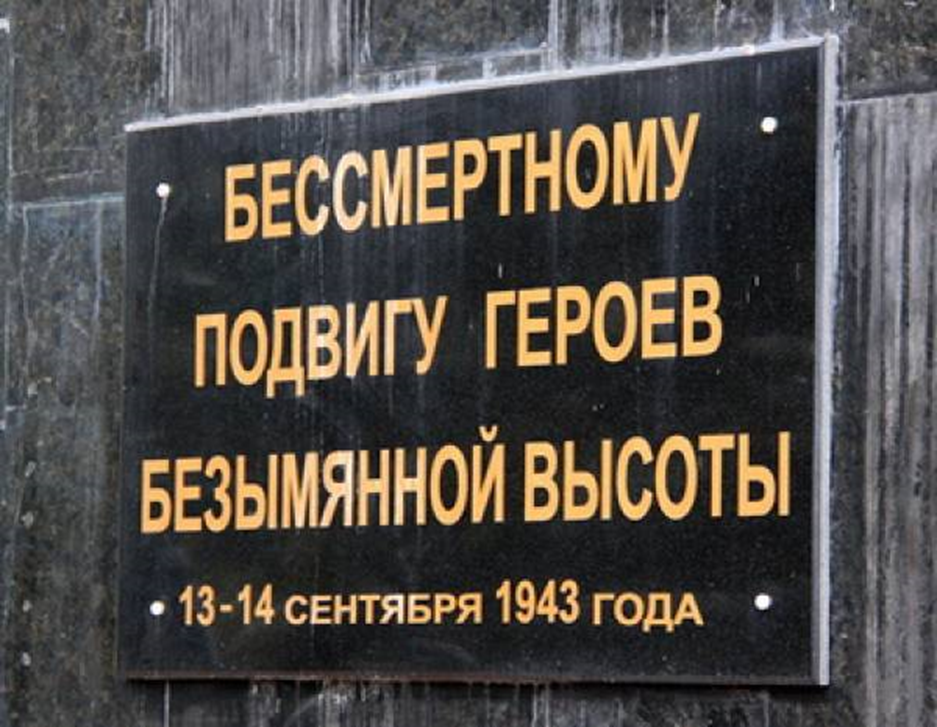 БЕССМЕРТНОМУ
ПОДВИГУ ГЕРОЕВ
БЕЗЫМЯННОЙ ВЫСОТЫ
13-14 СЕНТЯБРЯ 1943 ГОДА